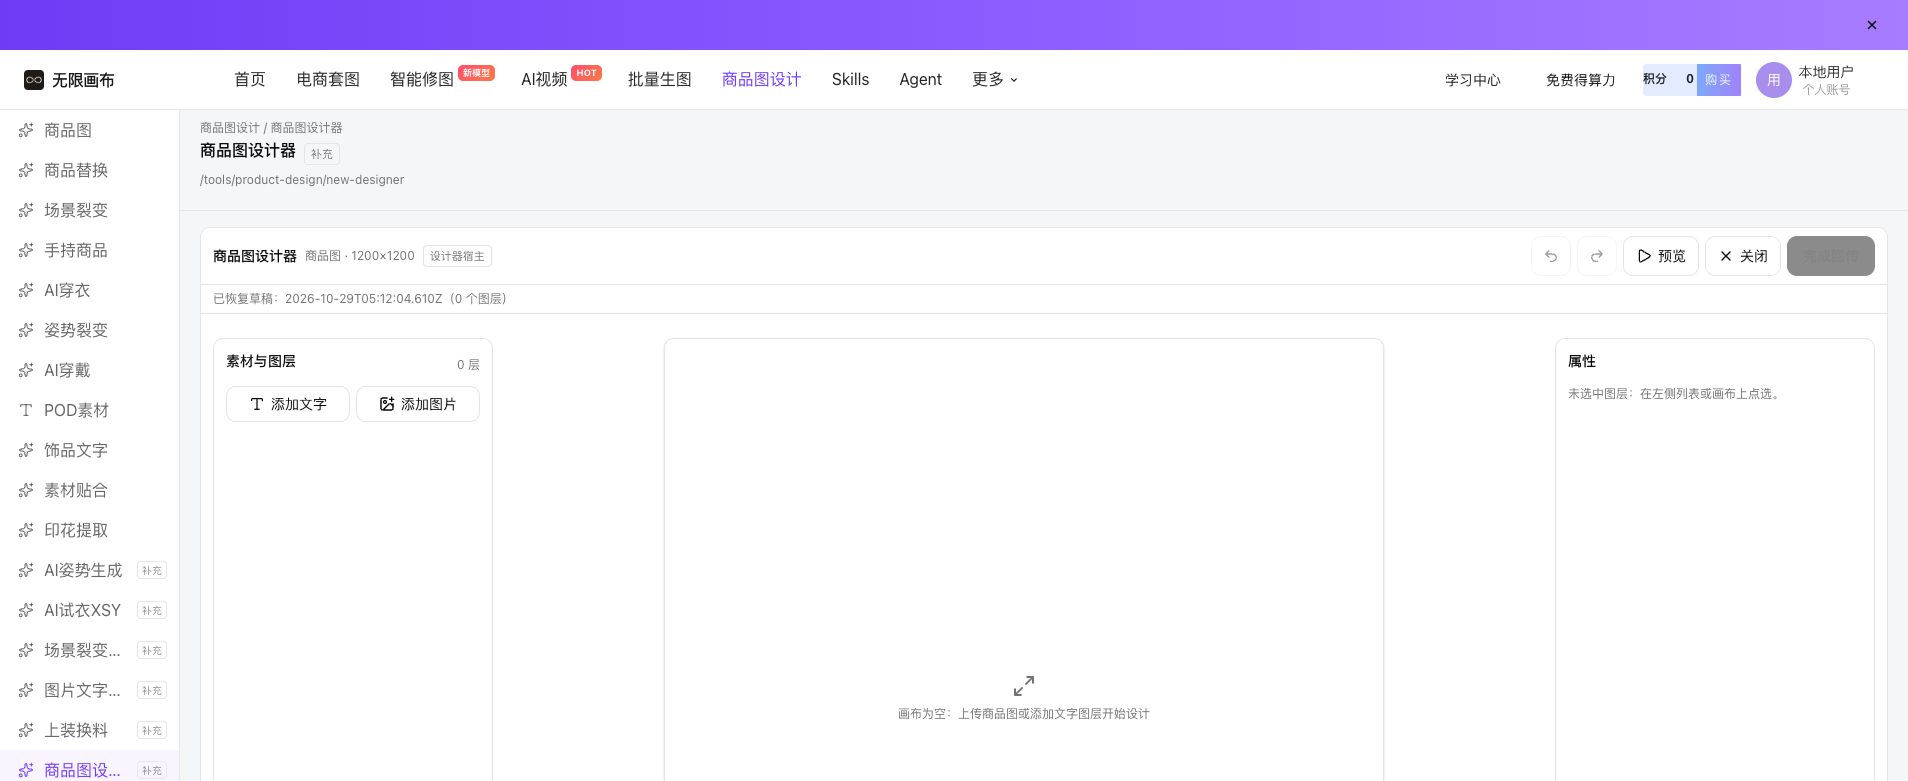 无限画布
首页
电商套图
智能修图
新模型
AI视频
HOT
批量生图
商品图设计
Skills
Agent
更多
学习中心
免费得算力
积分 0 购买
用
本地用户
个人账号
商品图
商品替换
场景裂变
手持商品
AI穿衣
姿势裂变
AI穿戴
POD素材
饰品文字
素材贴合
印花提取
AI姿势生成 补充
AI试衣XSY 补充
场景裂变... 补充
图片文字... 补充
上装换料 补充
商品图设... 补充
商品图设计 / 商品图设计器
商品图设计器 补充
/tools/product-design/new-designer
商品图设计器 商品图 · 1200×1200 设计器宿主
预览
关闭
完成回传
已恢复草稿：2026-10-29T05:12:04.610Z（0 个图层）
素材与图层
0 层
添加文字
添加图片
画布为空：上传商品图或添加文字图层开始设计
属性
未选中图层：在左侧列表或画布上点选。